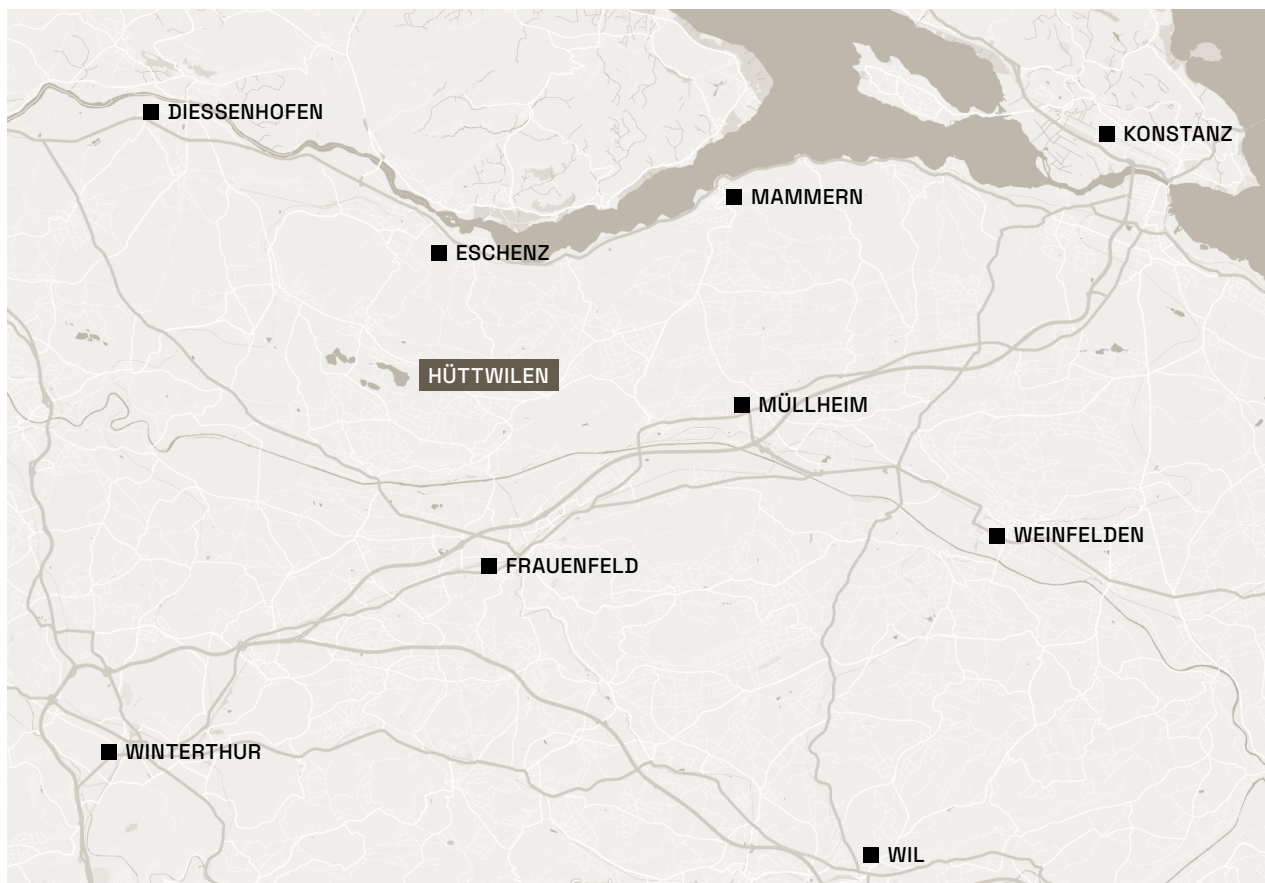 DIESSENHOFEN
KONSTANZ
MAMMERN
ESCHENZ
HÜTTWILEN
MÜLLHEIM
WEINFELDEN
FRAUENFELD
WINTERTHUR
WIL